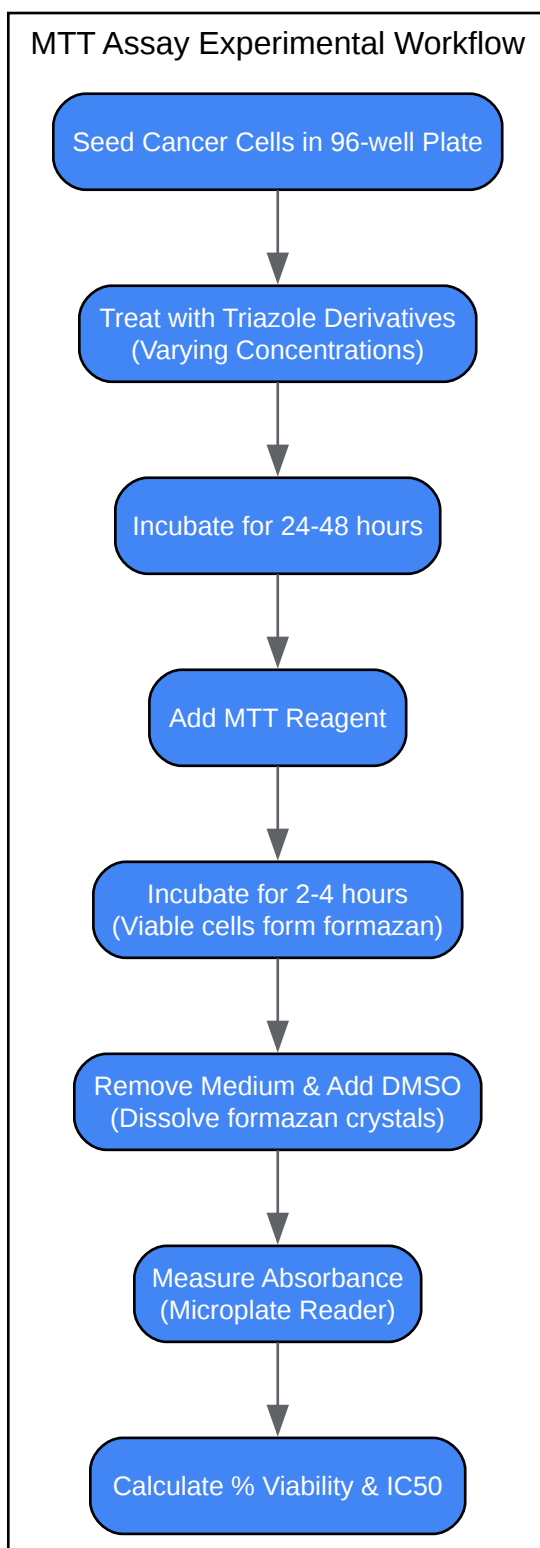 MTT Assay Experimental Workflow
Seed Cancer Cells in 96-well Plate
Treat with Triazole Derivatives
(Varying Concentrations)
Incubate for 24-48 hours
Add MTT Reagent
Incubate for 2-4 hours
(Viable cells form formazan)
Remove Medium & Add DMSO
(Dissolve formazan crystals)
Measure Absorbance
(Microplate Reader)
Calculate % Viability & IC50